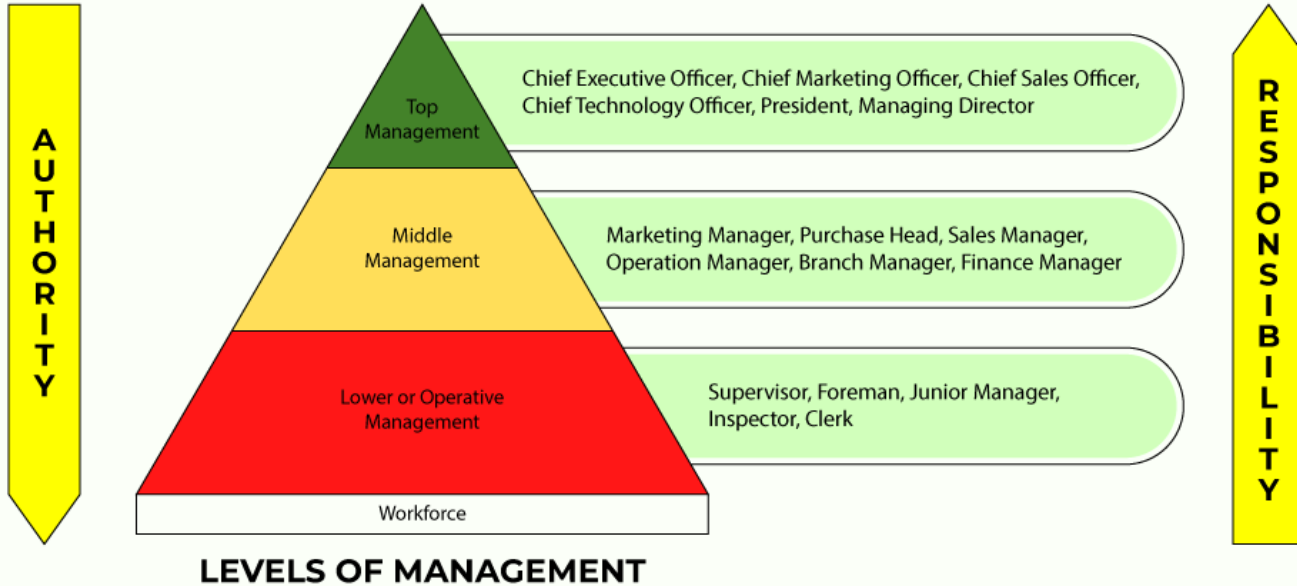 AUTHORITY
Top
Management
Chief Executive Officer, Chief Marketing Officer, Chief Sales Officer,
Chief Technology Officer, President, Managing Director
Middle
Management
Marketing Manager, Purchase Head, Sales Manager,
Operation Manager, Branch Manager, Finance Manager
Lower or Operative
Management
Supervisor, Foreman, Junior Manager,
Inspector, Clerk
Workforce
RESPONSIBILITY
LEVELS OF MANAGEMENT